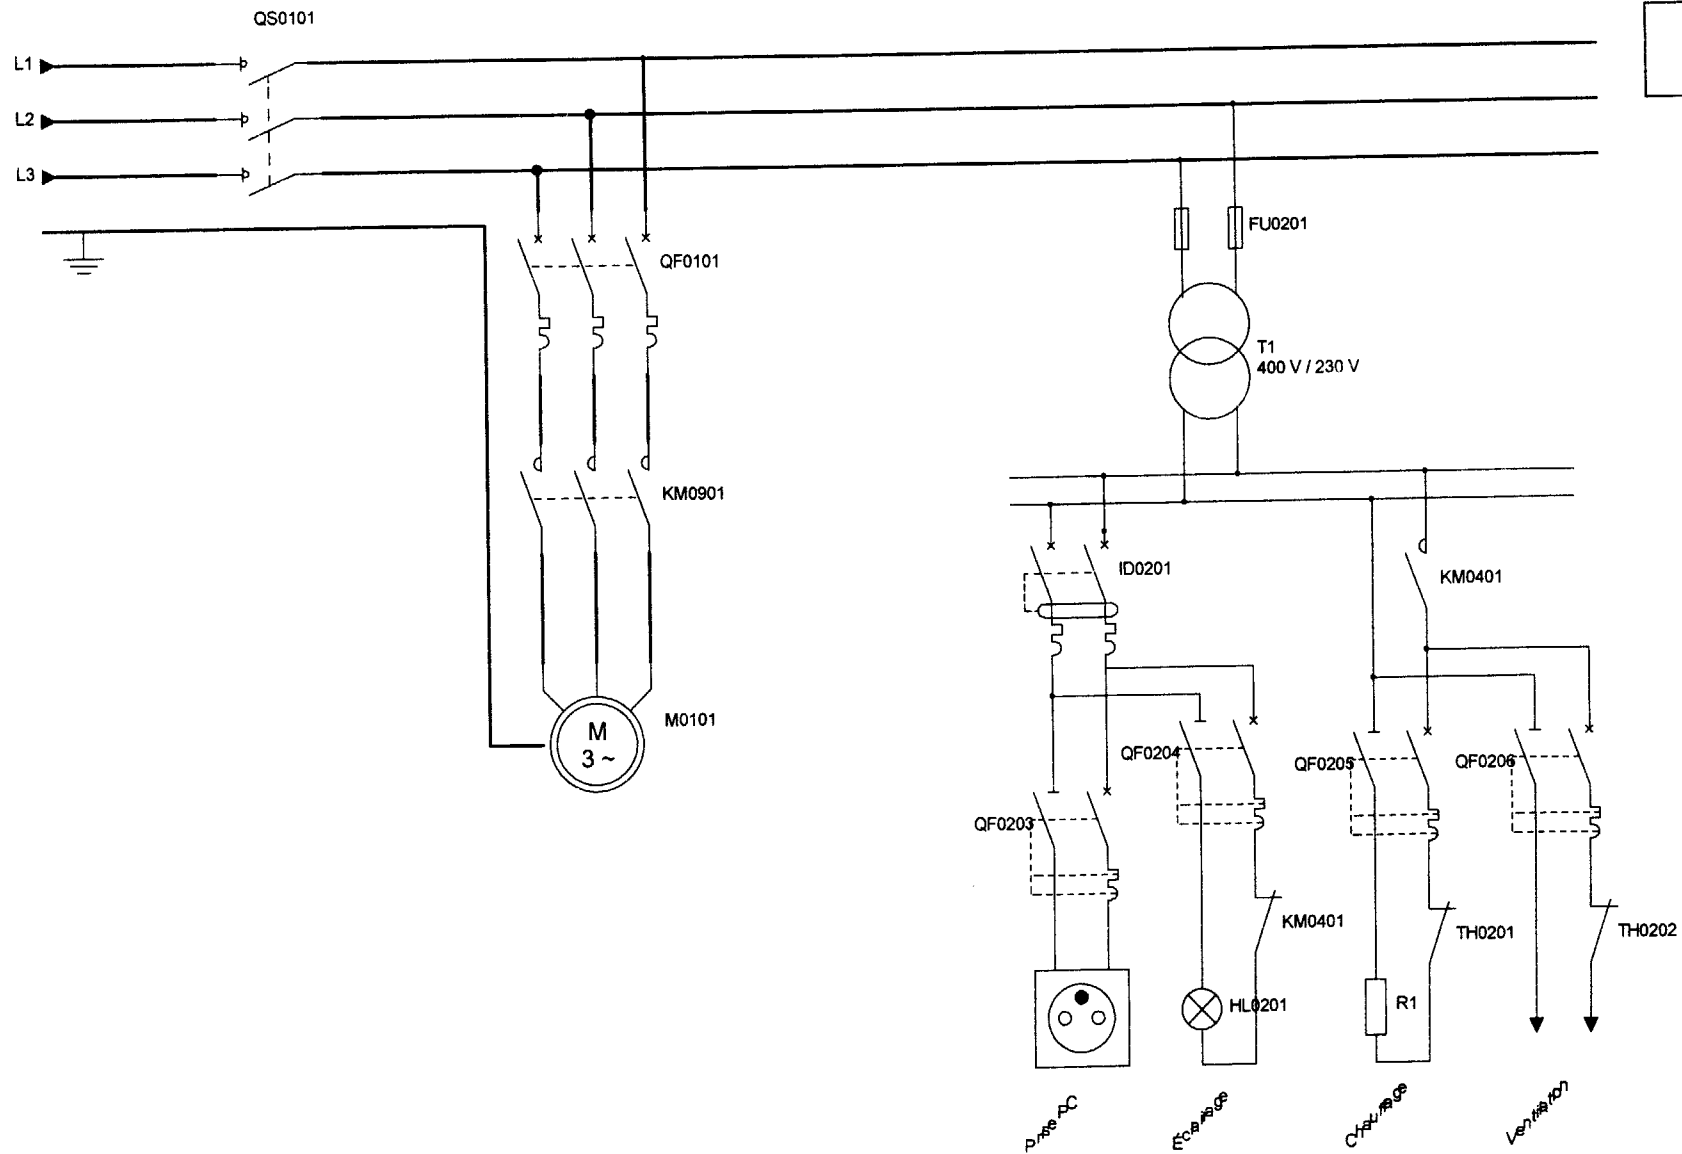 QS0101
L1
L2
L3
FU0201
QF0101
T1
400 V / 230 V
KM0901
ID0201
KM0401
M0101
M
3 ~
QF0204
QF0205
QF0206
QF0203
KM0401
TH0201
TH0202
HL0201
R1
Prise PC
Éclairage
Chauffage
Ventilation